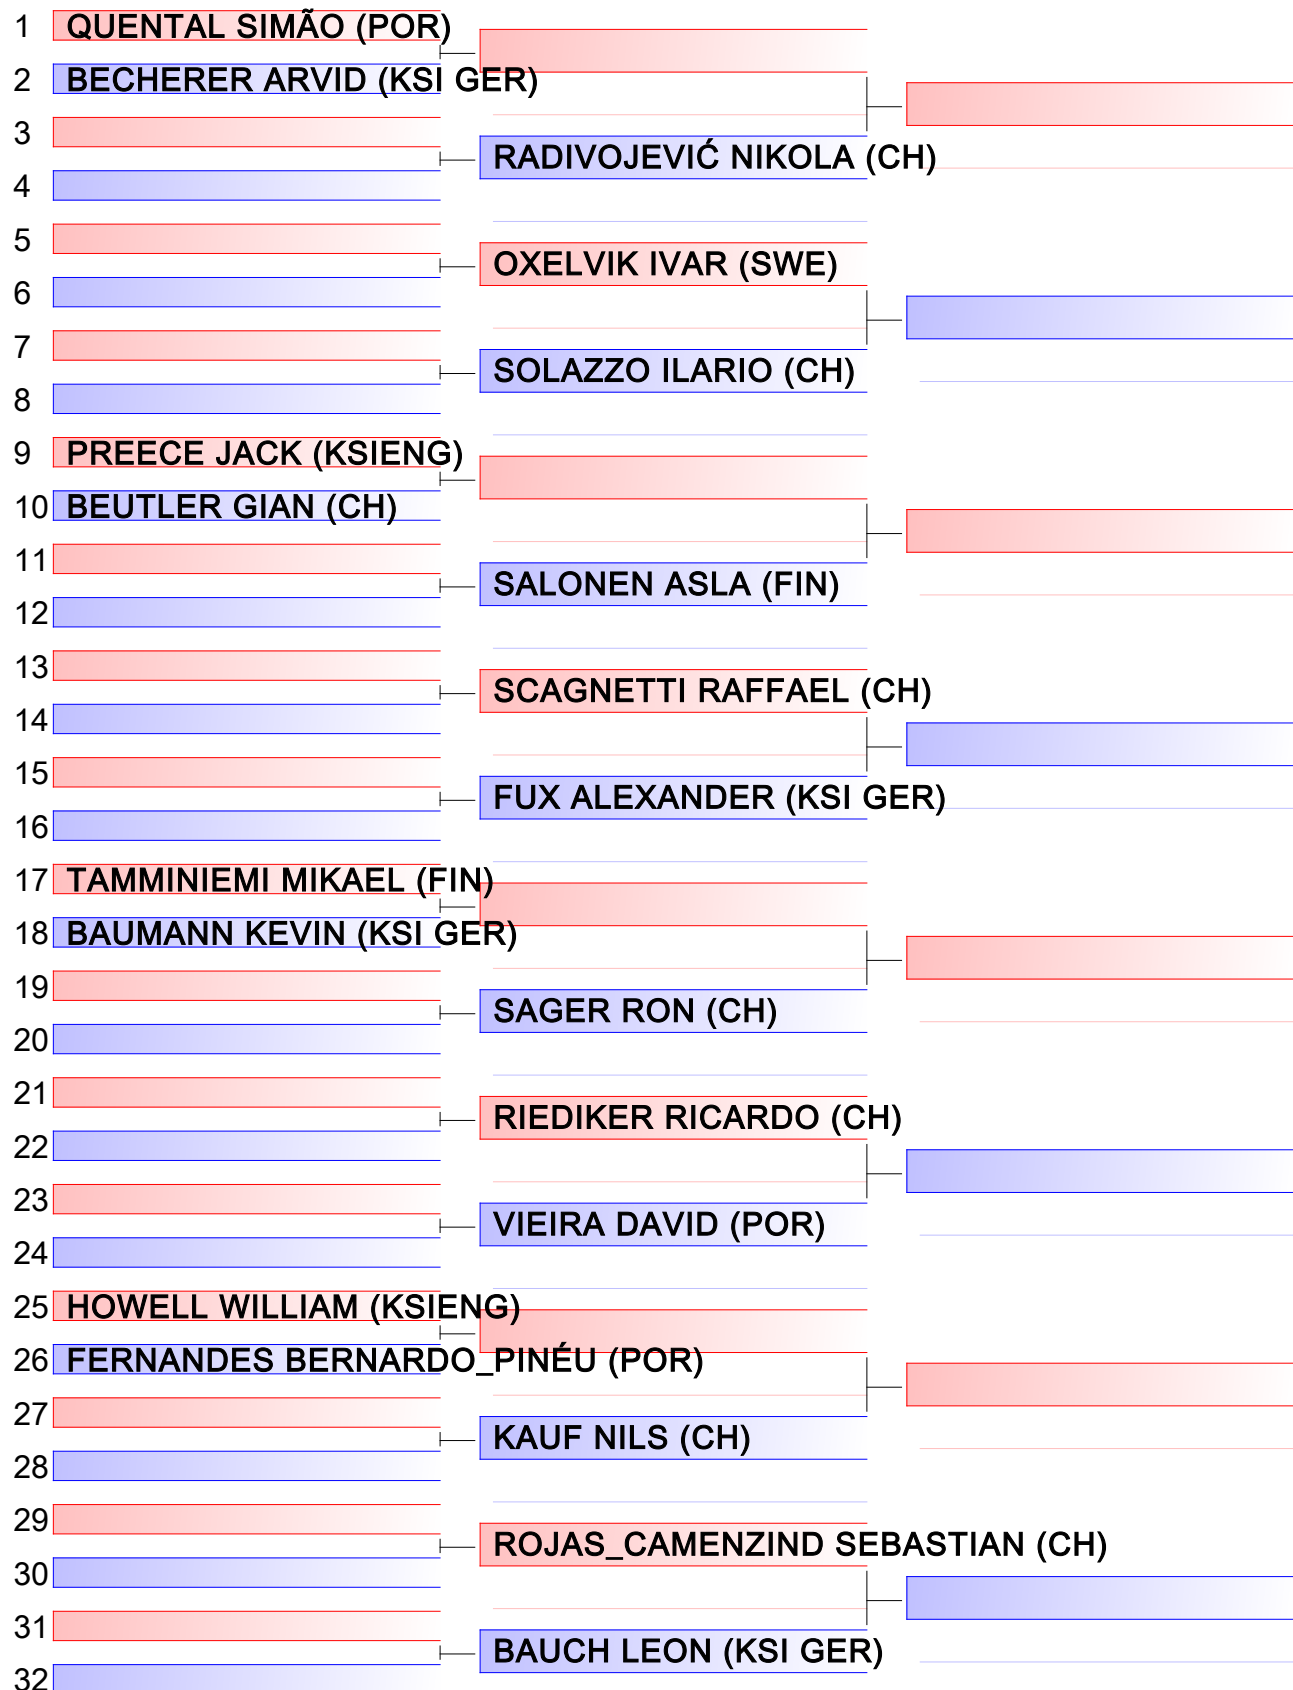 1 QUENTAL SIMÃO (POR)
2 BECHERER ARVID (KSI GER)
3
RADIVOJEVIĆ NIKOLA (CH)
4
5
OXELVIK IVAR (SWE)
6
7
SOLAZZO ILARIO (CH)
8
9 PREECE JACK (KSIENG)
10 BEUTLER GIAN (CH)
11
SALONEN ASLA (FIN)
12
13
SCAGNETTI RAFFAEL (CH)
14
15
FUX ALEXANDER (KSI GER)
16
17 TAMMINIEMI MIKAEL (FIN)
18 BAUMANN KEVIN (KSI GER)
19
SAGER RON (CH)
20
21
RIEDIKER RICARDO (CH)
22
23
VIEIRA DAVID (POR)
24
25 HOWELL WILLIAM (KSIENG)
26 FERNANDES BERNARDO_PINÉU (POR)
27
KAUF NILS (CH)
28
29
ROJAS_CAMENZIND SEBASTIAN (CH)
30
31
BAUCH LEON (KSI GER)
32